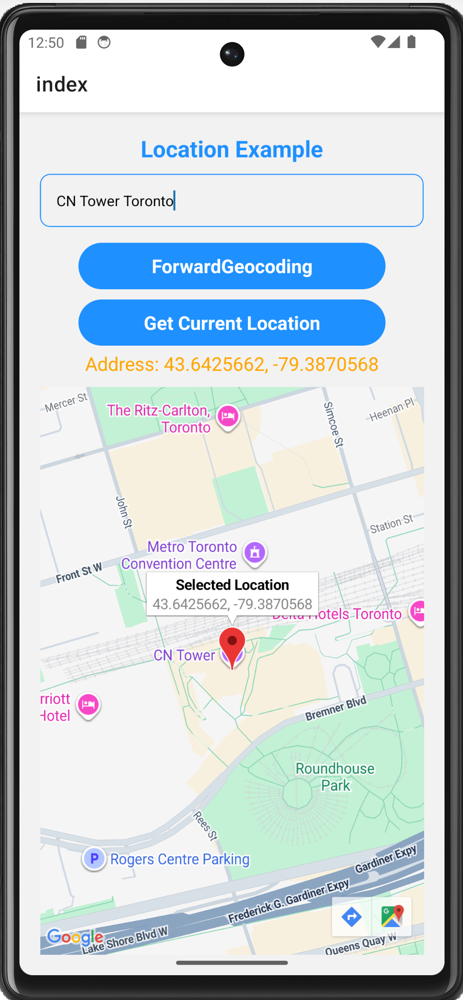 12:50
index
Location Example
CN Tower Toronto
ForwardGeocoding
Get Current Location
Address: 43.6425662, -79.3870568
Mercer St
The Ritz-Carlton,
Toronto
Simcoe St
Heenan Pl
John St
Station St
Metro Toronto
Convention Centre
Front St W
Selected Location
43.6425662, -79.3870568
Delta Hotels Toronto
CN Tower
rriott
Hotel
Bremner Blvd
Roundhouse
Park
Rees St
P
Rogers Centre Parking
Gardiner Expy
Frederick G. Gardiner Expy
G
Google
Lake Shore Blvd W
Queens Quay W